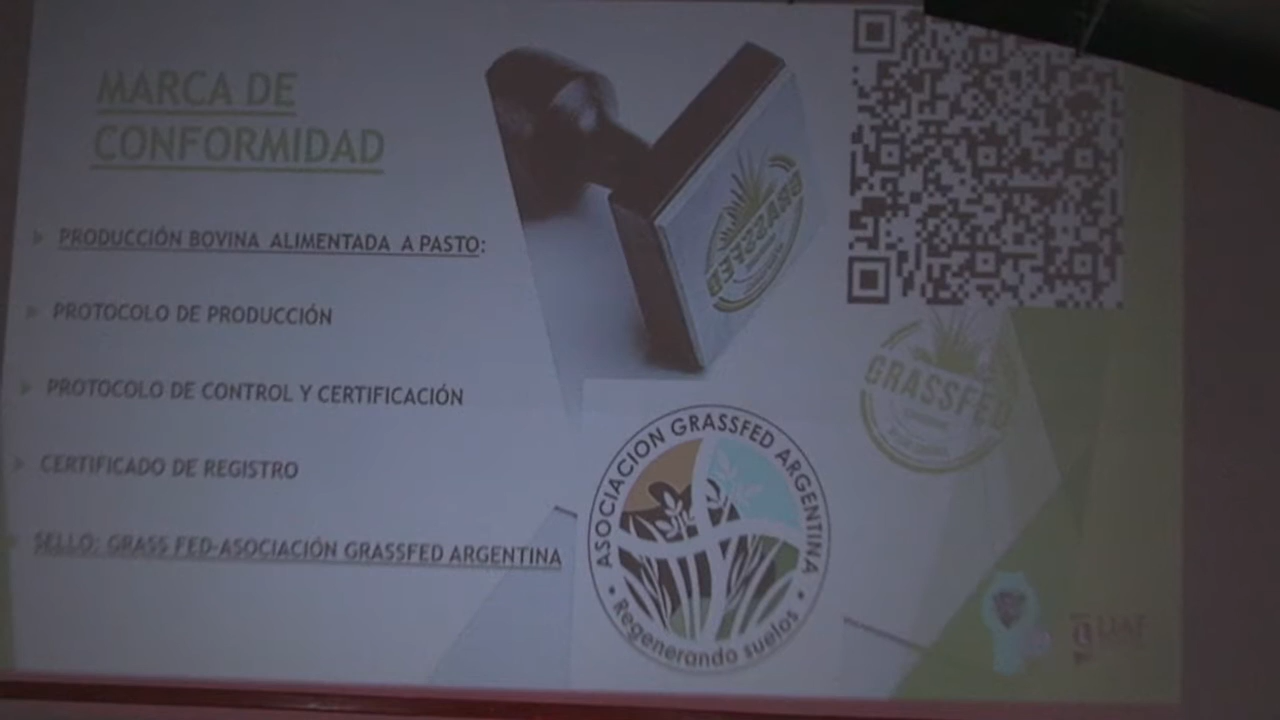 MARCA DE
CONFORMIDAD
PRODUCCIÓN BOVINA ALIMENTADA A PASTO:
PROTOCOLO DE PRODUCCIÓN
PROTOCOLO DE CONTROL Y CERTIFICACIÓN
CERTIFICADO DE REGISTRO
SELLO: GRASS FED-ASOCIACIÓN GRASSFED ARGENTINA
GRASSFED
GRASSFED
ASOCIACION GRASSFED ARGENTINA
• Regenerando suelos •